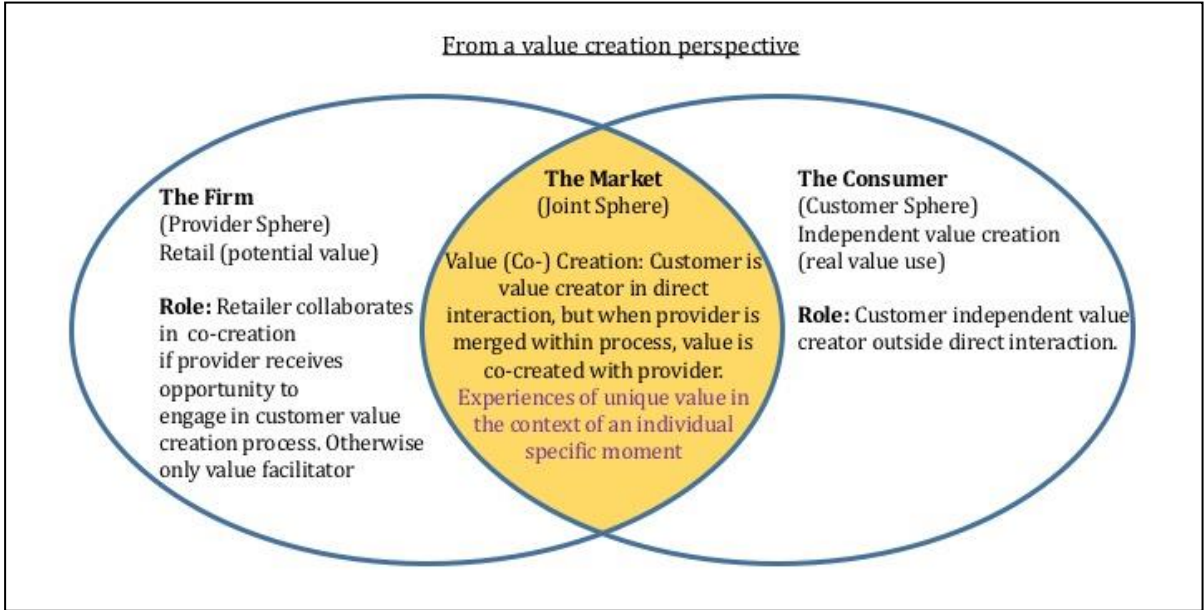 From a value creation perspective
The Firm
(Provider Sphere)
Retail (potential value)
Role: Retailer collaborates
in co-creation
if provider receives
opportunity to
engage in customer value
creation process. Otherwise
only value facilitator
The Market
(Joint Sphere)
Value (Co-) Creation: Customer is
value creator in direct
interaction, but when provider is
merged within process, value is
co-created with provider.
Experiences of unique value in
the context of an individual
specific moment
The Consumer
(Customer Sphere)
Independent value creation
(real value use)
Role: Customer independent value
creator outside direct interaction.